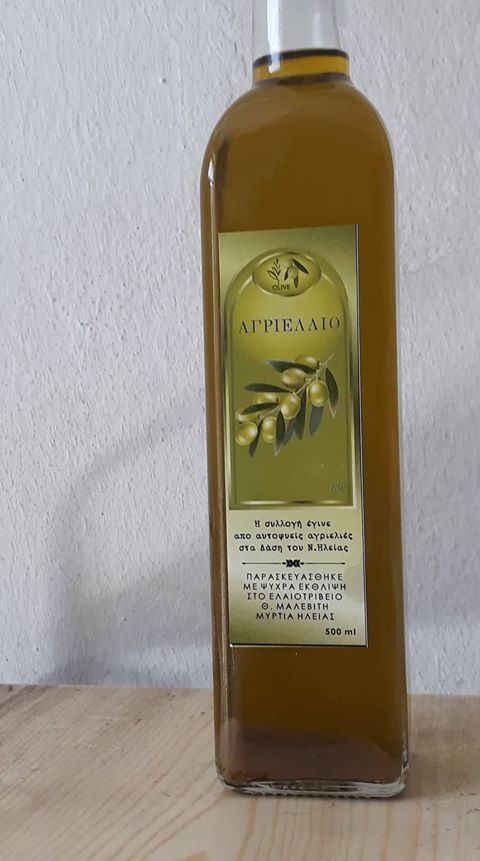 OLIVE
ΑΓΡΙΕΛΑΙΟ
Η συλλογή έγινε
απο αυτοφυείς αγριελιές
στα Δάση του Ν.Ηλείας
ΠΑΡΑΣΚΕΥΑΣΘΗΚΕ
ΜΕ ΨΥΧΡΑ ΕΚΘΛΙΨΗ
ΣΤΟ ΕΛΑΙΟΤΡΙΒΕΙΟ
Θ. ΜΑΛΕΒΙΤΗ
ΜΥΡΤΙΑ ΗΛΕΙΑΣ
500 ml